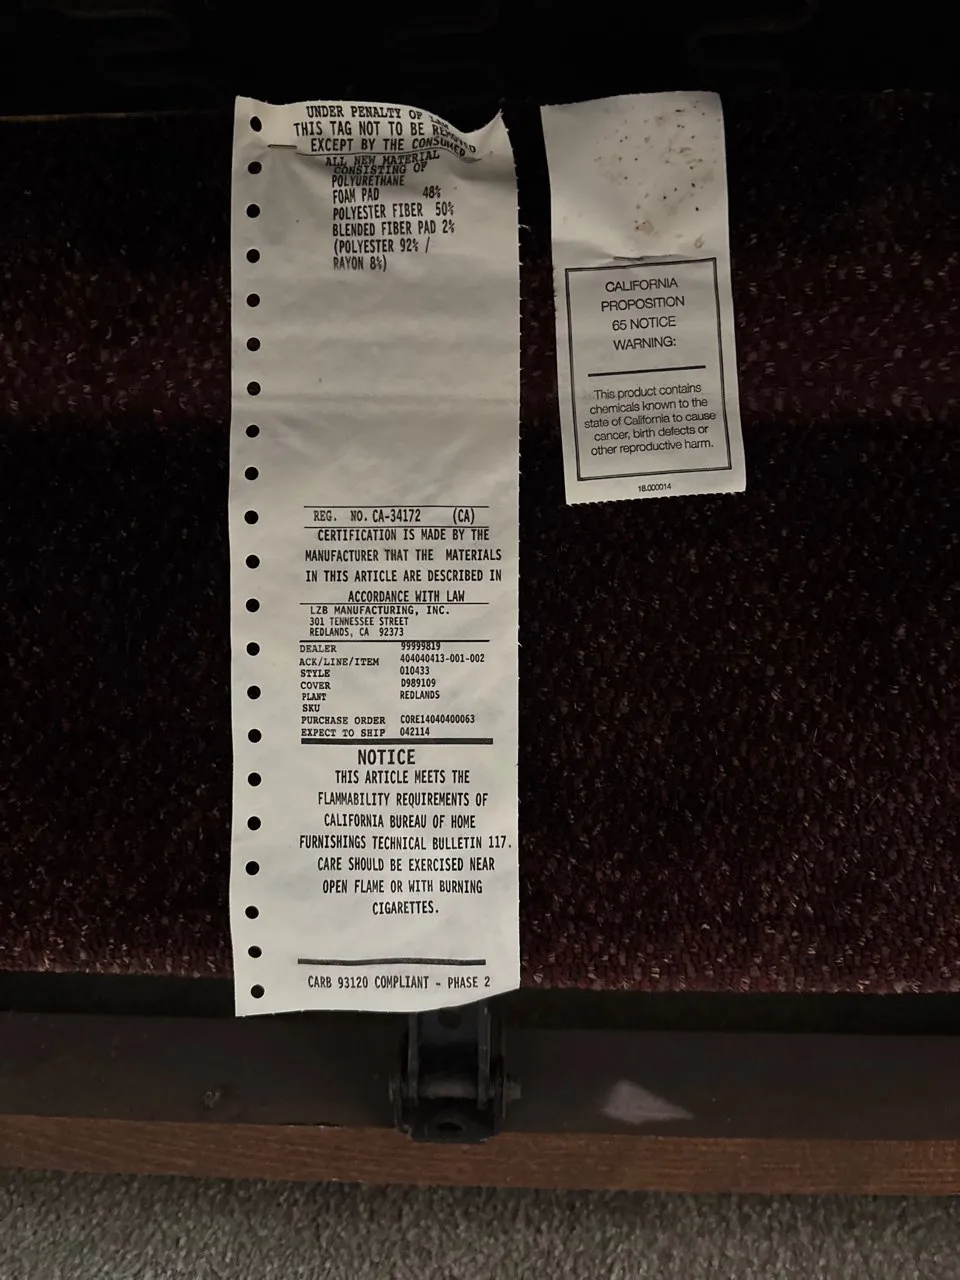 UNDER PENALTY OF LAW
THIS TAG NOT TO BE REMOVED
EXCEPT BY THE CONSUMER
ALL NEW MATERIAL
CONSISTING OF
POLYURETHANE
FOAM PAD 48%
POLYESTER FIBER 50%
BLENDED FIBER PAD 2%
(POLYESTER 92% /
RAYON 8%)
REG. NO. CA-34172 (CA)
CERTIFICATION IS MADE BY THE
MANUFACTURER THAT THE MATERIALS
IN THIS ARTICLE ARE DESCRIBED IN
ACCORDANCE WITH LAW
LZB MANUFACTURING, INC.
301 TENNESSEE STREET
REDLANDS, CA 92373
DEALER 99999819
ACK/LINE/ITEM 404040413-001-002
STYLE 010433
COVER D989109
PLANT REDLANDS
SKU
PURCHASE ORDER CORE14040400063
EXPECT TO SHIP 042114
NOTICE
THIS ARTICLE MEETS THE
FLAMMABILITY REQUIREMENTS OF
CALIFORNIA BUREAU OF HOME
FURNISHINGS TECHNICAL BULLETIN 117.
CARE SHOULD BE EXERCISED NEAR
OPEN FLAME OR WITH BURNING
CIGARETTES.
CARB 93120 COMPLIANT - PHASE 2
CALIFORNIA
PROPOSITION
65 NOTICE
WARNING:
This product contains
chemicals known to the
state of California to cause
cancer, birth defects or
other reproductive harm.
18.000014